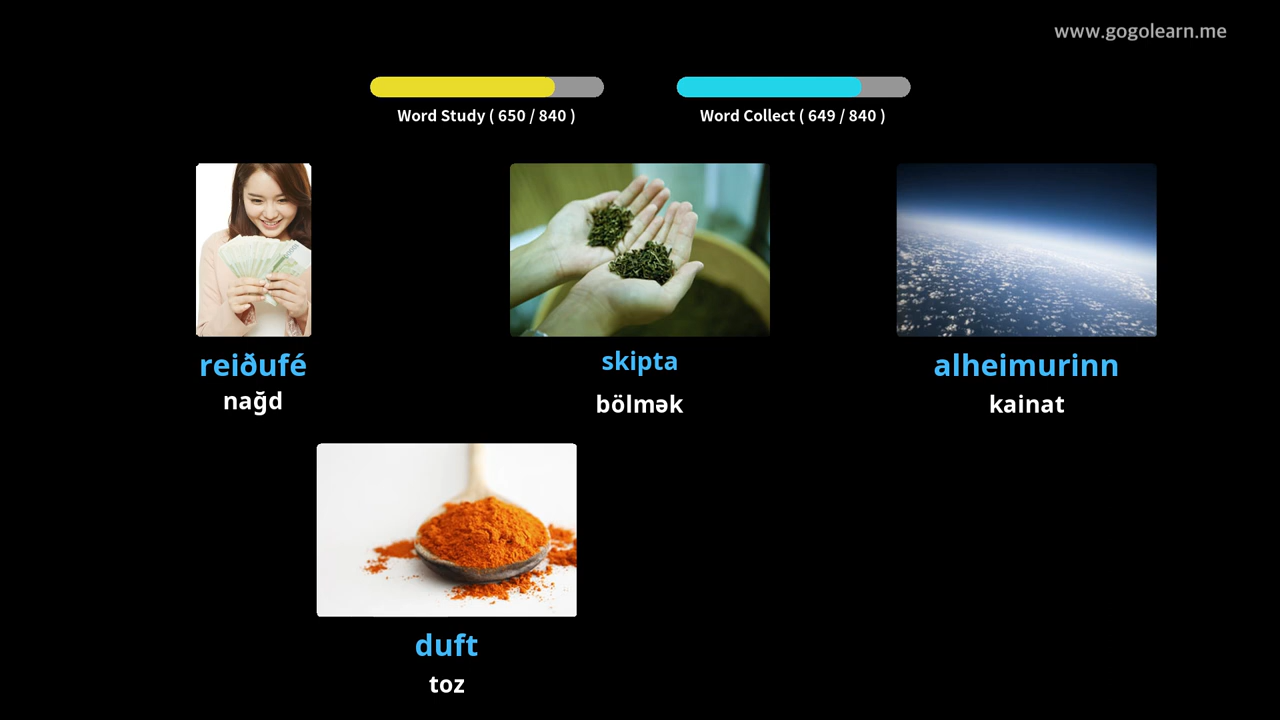 www.gogolearn.me
Word Study ( 650 / 840 )
Word Collect ( 649 / 840 )
reiðufé
nağd
skipta
bölmək
alheimurinn
kainat
duft
toz